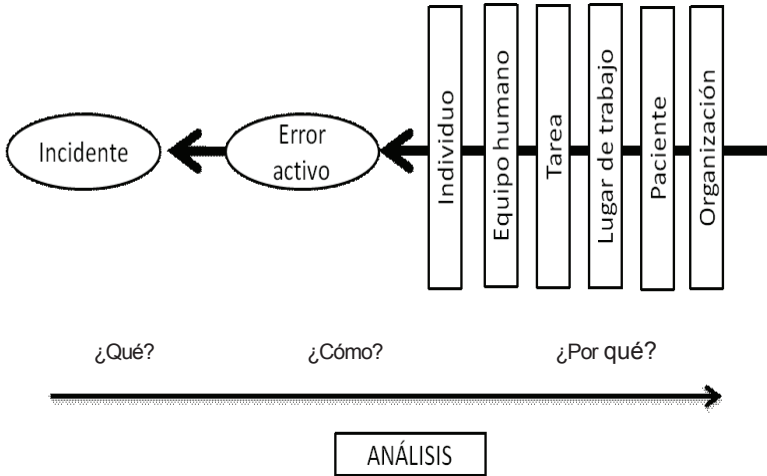 Incidente
Error
activo
Individuo
Equipo humano
Tarea
Lugar de trabajo
Paciente
Organización
¿Qué?
¿Cómo?
¿Por qué?
ANÁLISIS